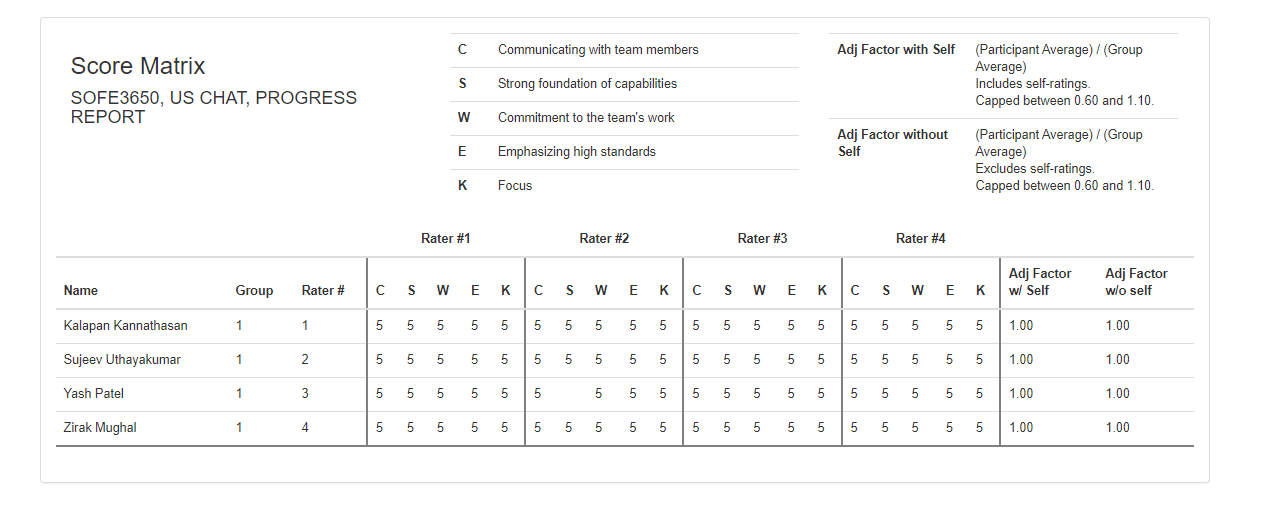 Score Matrix
SOFE3650, US CHAT, PROGRESS
REPORT
C Communicating with team members
S Strong foundation of capabilities
W Commitment to the team's work
E Emphasizing high standards
K Focus
Adj Factor with Self (Participant Average) / (Group
Average)
Includes self-ratings.
Capped between 0.60 and 1.10.
Adj Factor without (Participant Average) / (Group
Self Average)
Excludes self-ratings.
Capped between 0.60 and 1.10.
Rater #1 Rater #2 Rater #3 Rater #4
Adj Factor Adj Factor
Name Group Rater # C S W E K C S W E K C S W E K C S W E K w/ Self w/o self
Kalapan Kannathasan 1 1 5 5 5 5 5 5 5 5 5 5 5 5 5 5 5 5 5 5 5 5 1.00 1.00
Sujeev Uthayakumar 1 2 5 5 5 5 5 5 5 5 5 5 5 5 5 5 5 5 5 5 5 5 1.00 1.00
Yash Patel 1 3 5 5 5 5 5 5 5 5 5 5 5 5 5 5 5 5 5 5 5 1.00 1.00
Zirak Mughal 1 4 5 5 5 5 5 5 5 5 5 5 5 5 5 5 5 5 5 5 5 5 1.00 1.00